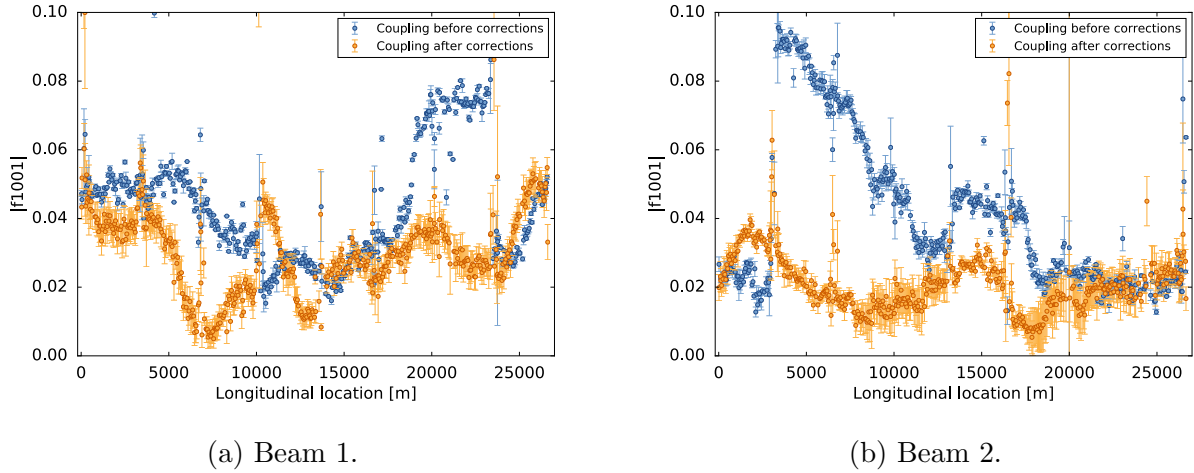 0.10
0.08
0.06
0.04
0.02
0.00
|f1001|
Coupling before corrections
Coupling after corrections
0 5000 10000 15000 20000 25000
Longitudinal location [m]
(a) Beam 1.
0.10
0.08
0.06
0.04
0.02
0.00
|f1001|
Coupling before corrections
Coupling after corrections
0 5000 10000 15000 20000 25000
Longitudinal location [m]
(b) Beam 2.